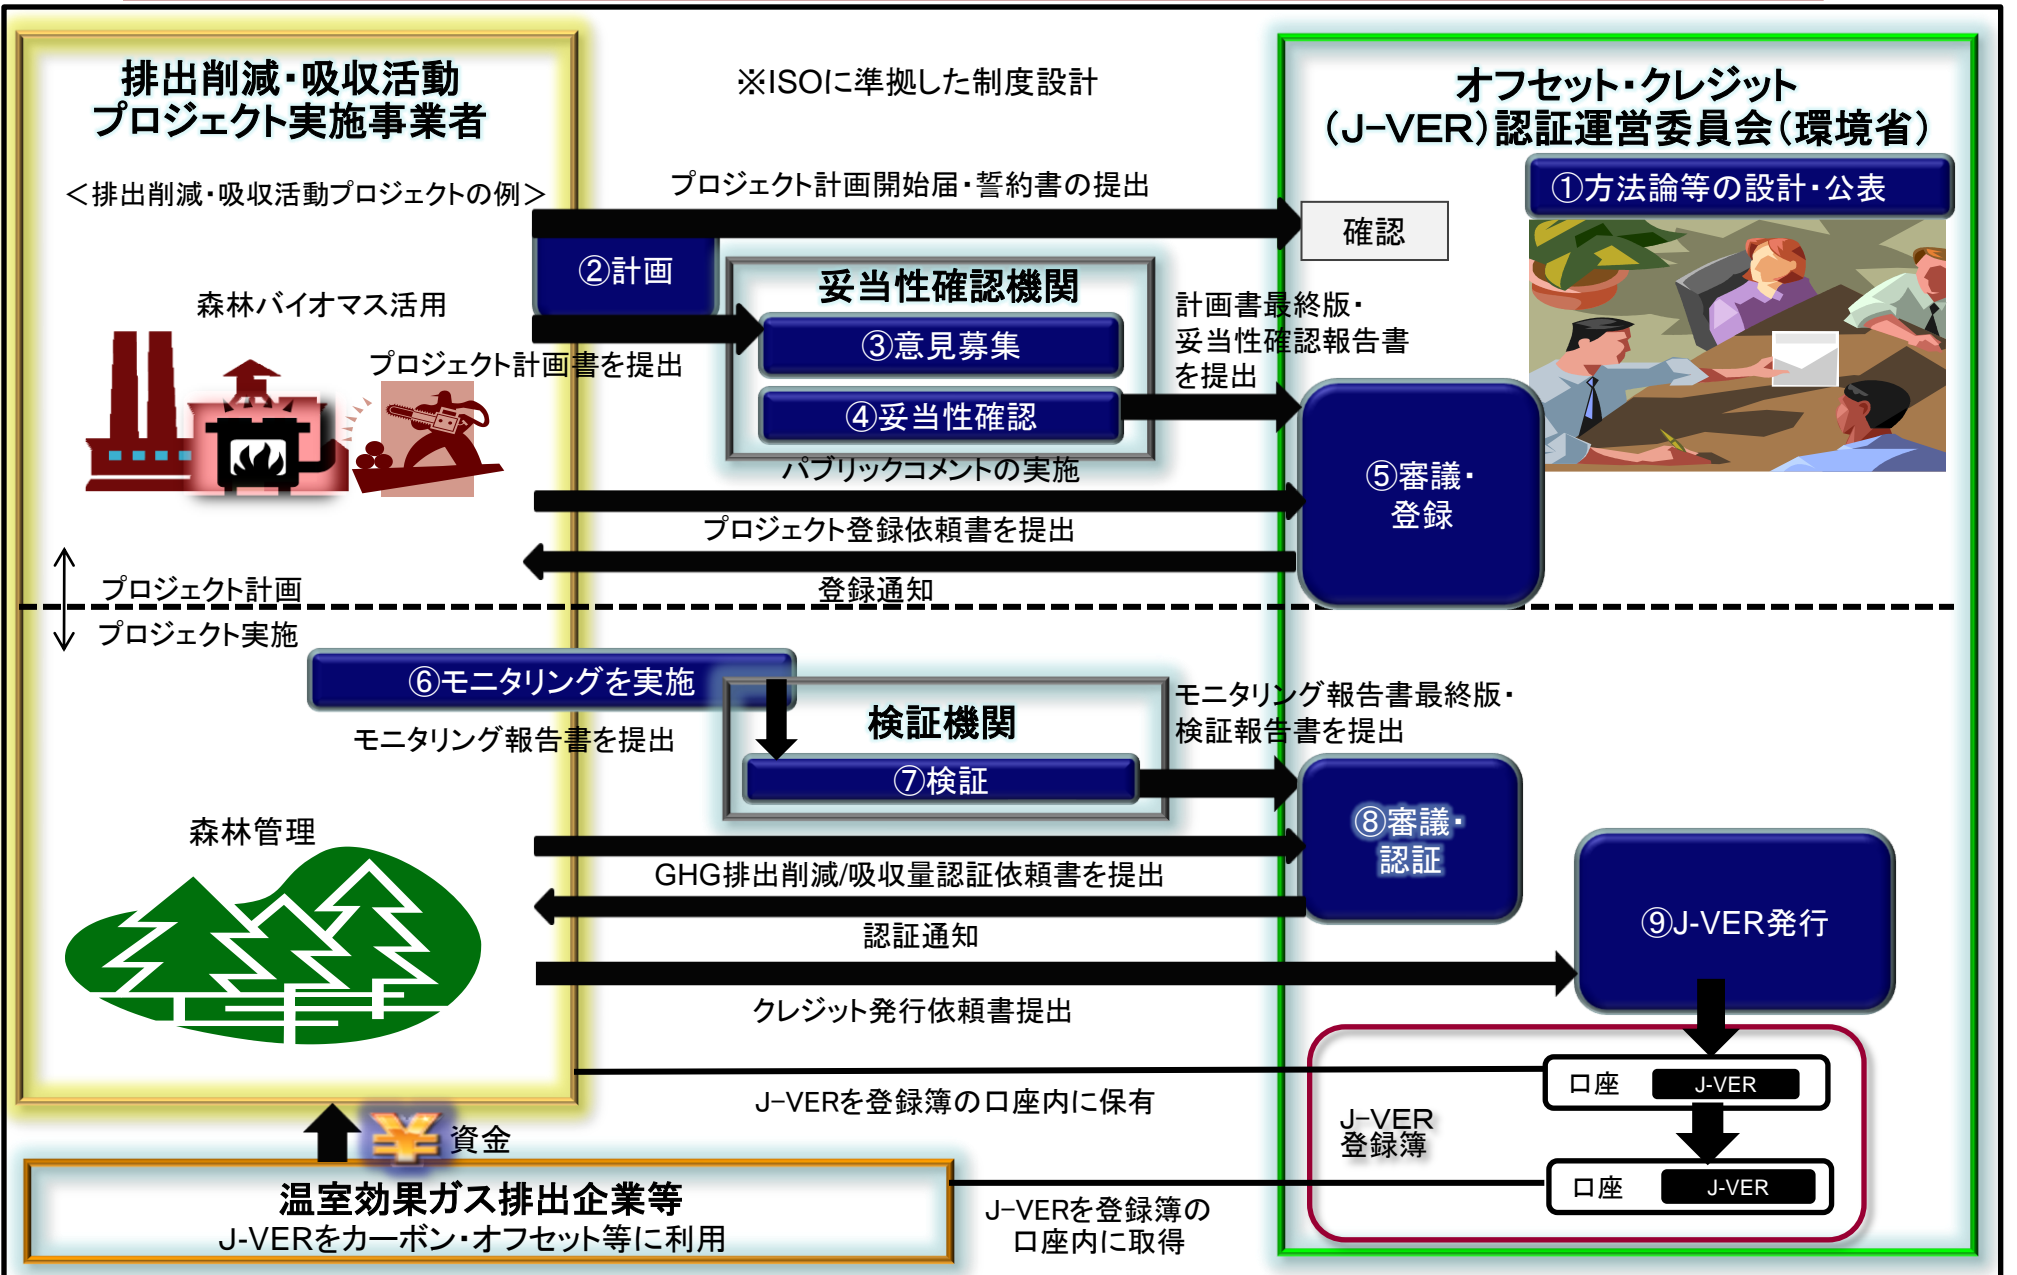 排出削減・吸収活動
プロジェクト実施事業者
＜排出削減・吸収活動プロジェクトの例＞
※ISOに準拠した制度設計
オフセット・クレジット
（J-VER）認証運営委員会（環境省）
①方法論等の設計・公表
プロジェクト計画開始届・誓約書の提出
確認
②計画
妥当性確認機関
③意見募集
④妥当性確認
計画書最終版・
妥当性確認報告書
を提出
森林バイオマス活用
プロジェクト計画書を提出
パブリックコメントの実施
⑤審議・
登録
プロジェクト登録依頼書を提出
登録通知
プロジェクト計画
プロジェクト実施
⑥モニタリングを実施
モニタリング報告書を提出
検証機関
⑦検証
モニタリング報告書最終版・
検証報告書を提出
⑧審議・
認証
森林管理
GHG排出削減/吸収量認証依頼書を提出
認証通知
⑨J-VER発行
クレジット発行依頼書提出
J-VERを登録簿の口座内に保有
口座 J-VER
J-VER
登録簿
口座 J-VER
資金
温室効果ガス排出企業等
J-VERをカーボン・オフセット等に利用
J-VERを登録簿の
口座内に取得